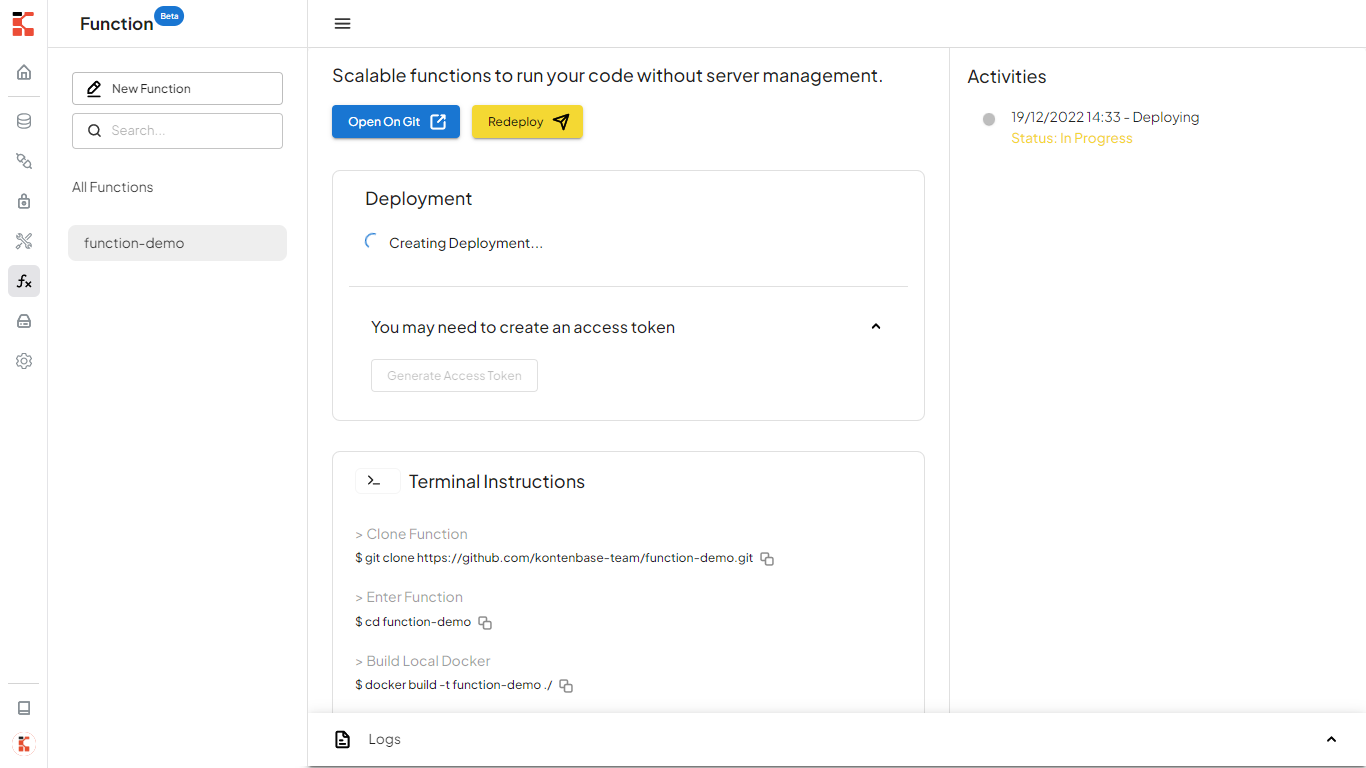 Function
Beta
New Function
Search...
All Functions
function-demo
Scalable functions to run your code without server management.
Open On Git
Redeploy
Deployment
Creating Deployment...
You may need to create an access token
Generate Access Token
>_ Terminal Instructions
> Clone Function
$ git clone https://github.com/kontenbase-team/function-demo.git
> Enter Function
$ cd function-demo
> Build Local Docker
$ docker build -t function-demo ./
Logs
Activities
19/12/2022 14:33 - Deploying
Status: In Progress